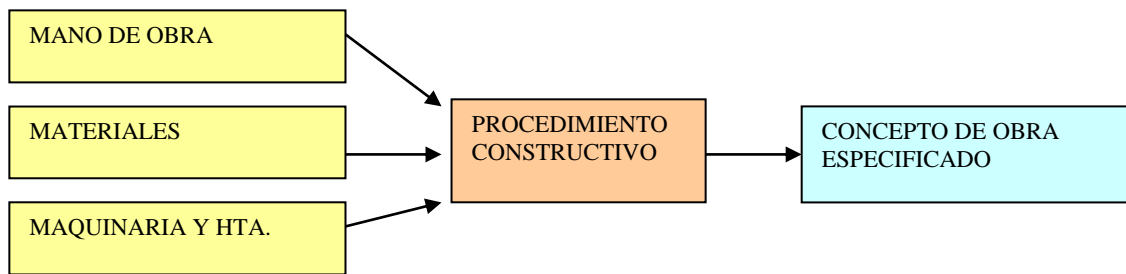 MANO DE OBRA
MATERIALES
MAQUINARIA Y HTA.
PROCEDIMIENTO
CONSTRUCTIVO
CONCEPTO DE OBRA
ESPECIFICADO